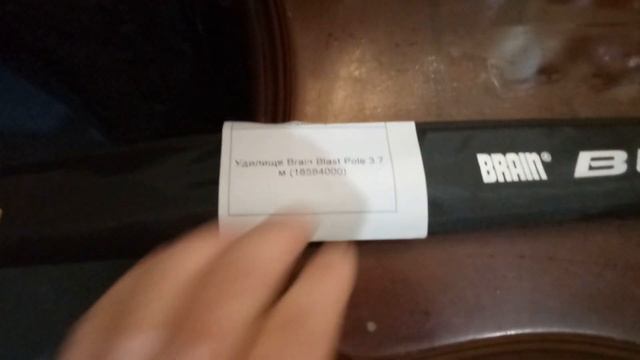 Удилище Brain Blast Pole 3.7
м (18584000)
BRAIN®
B